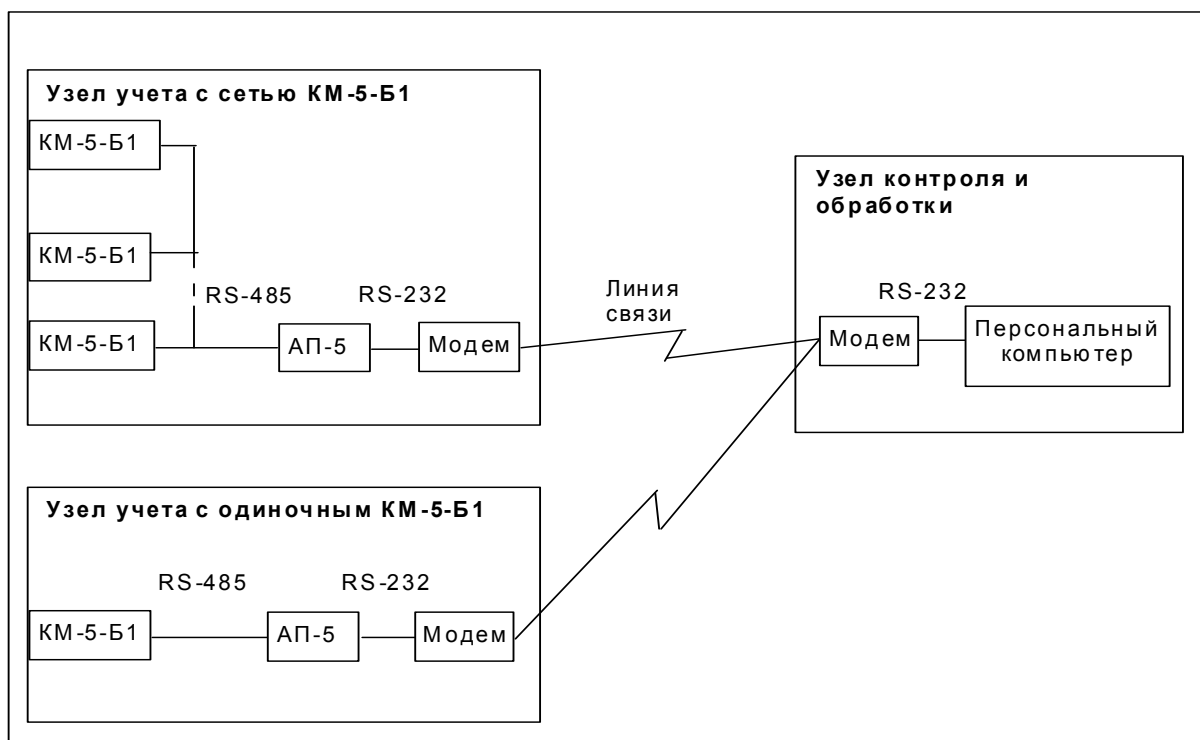 Узел учета с сетью КМ-5-Б1
КМ-5-Б1
КМ-5-Б1
RS-485
RS-232
КМ-5-Б1
АП-5
Модем
Линия
связи
Узел контроля и
обработки
RS-232
Модем
Персональный
компьютер
Узел учета с одиночным КМ-5-Б1
RS-485
RS-232
КМ-5-Б1
АП-5
Модем